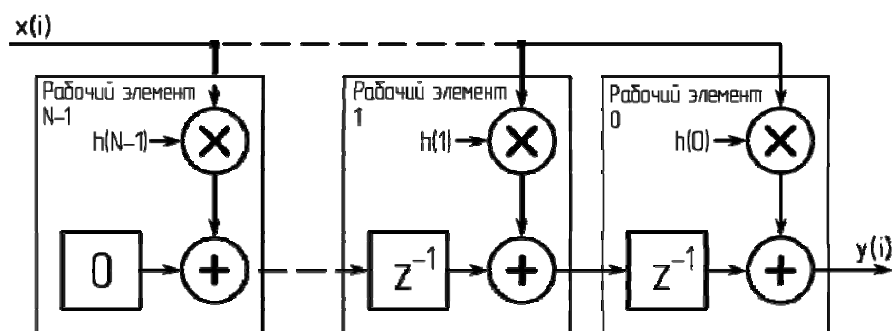 x(i)
Рабочий элемент
N-1
h(N-1)
0
Рабочий элемент
1
h(1)
z⁻¹
Рабочий элемент
0
h(0)
z⁻¹
y(i)